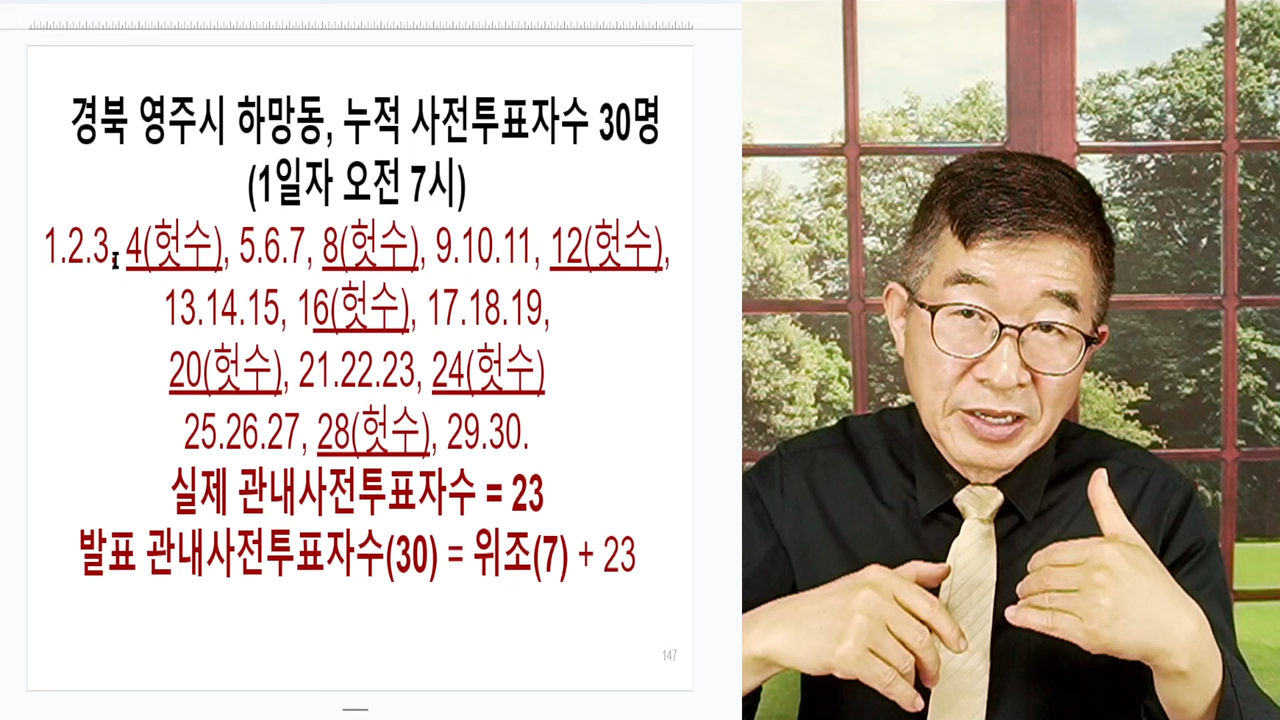 경북 영주시 하망동, 누적 사전투표자수 30명
(1일자 오전 7시)
1.2.3, 4(헛수), 5.6.7, 8(헛수), 9.10.11, 12(헛수),
13.14.15, 16(헛수), 17.18.19,
20(헛수), 21.22.23, 24(헛수)
25.26.27, 28(헛수), 29.30.
실제 관내사전투표자수 = 23
발표 관내사전투표자수(30) = 위조(7) + 23
147